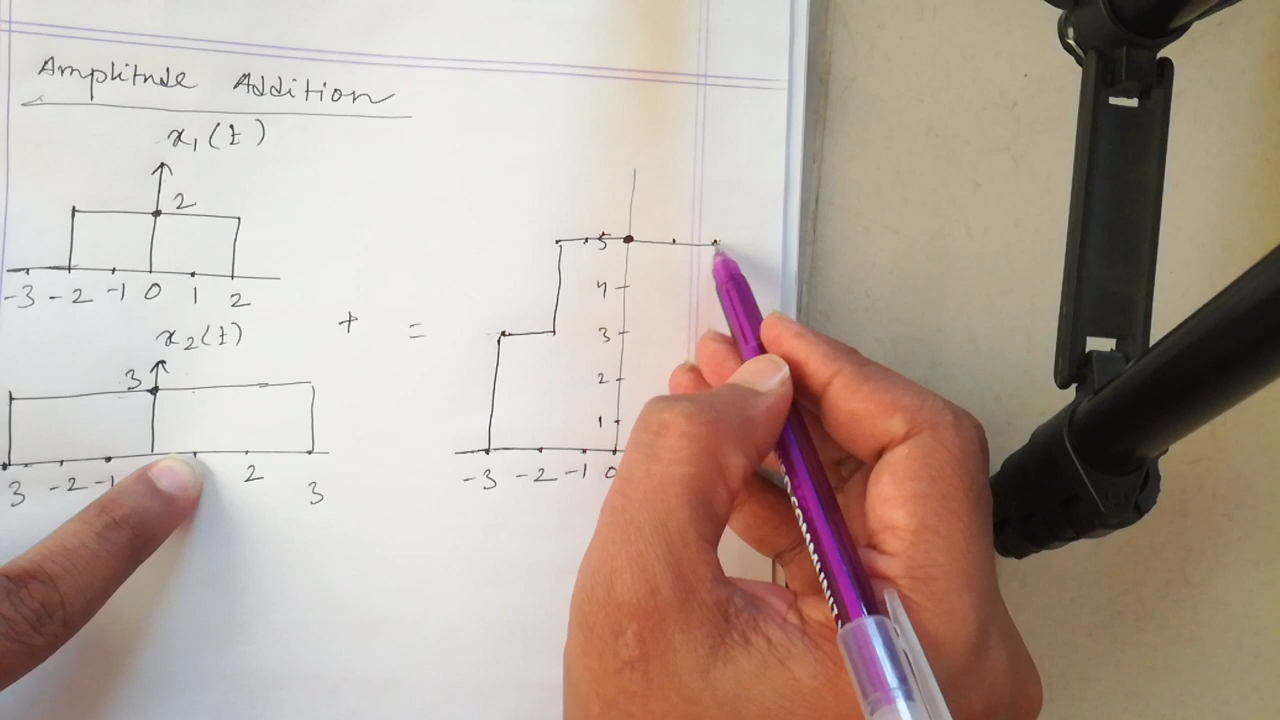 Amplitude Addition
x₁(t)
2
-3 -2 -1 0 1 2
x₂(t)
3
3 -2 -1 2 3
+ =
5
4
3
2
1
-3 -2 -1 0